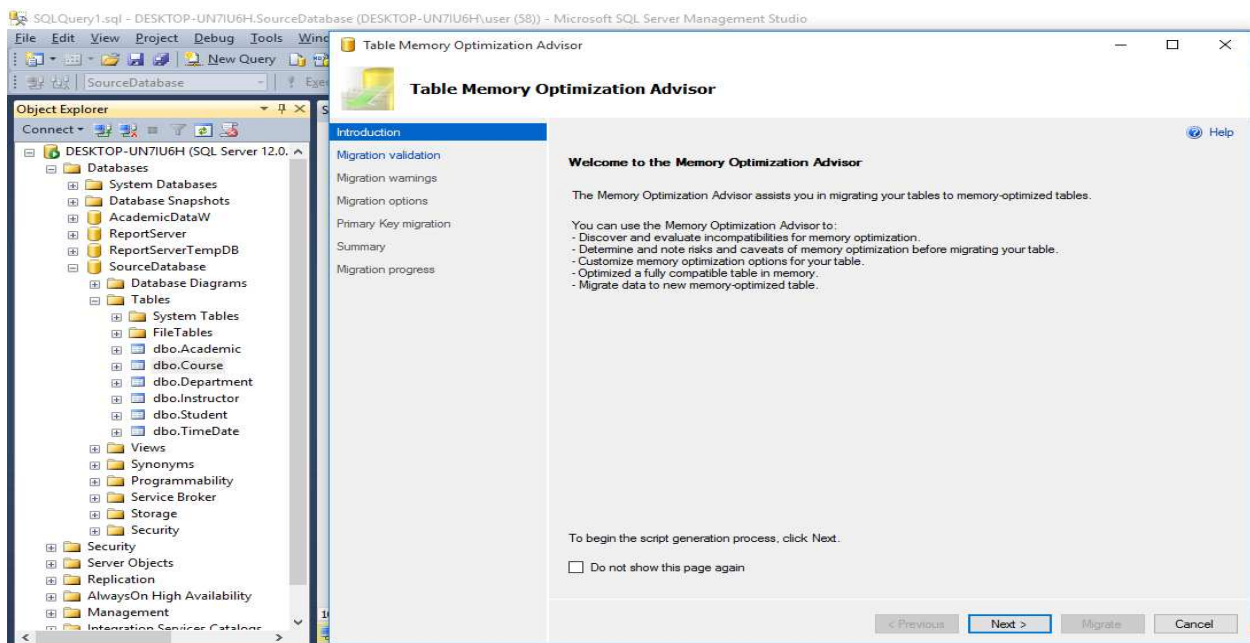 SQLQuery1.sql - DESKTOP-UN7IU6H.SourceDatabase (DESKTOP-UN7IU6H\user (58)) - Microsoft SQL Server Management Studio
File Edit View Project Debug Tools
New Query
SourceDatabase
Object Explorer
Connect
DESKTOP-UN7IU6H (SQL Server 12.0.
Databases
System Databases
Database Snapshots
AcademicDataW
ReportServer
ReportServerTempDB
SourceDatabase
Database Diagrams
Tables
System Tables
FileTables
dbo.Academic
dbo.Course
dbo.Department
dbo.Instructor
dbo.Student
dbo.TimeDate
Views
Synonyms
Programmability
Service Broker
Storage
Security
Security
Server Objects
Replication
AlwaysOn High Availability
Management
Integration Services Catalogs
Table Memory Optimization Advisor
Table Memory Optimization Advisor
Introduction
Migration validation
Migration warnings
Migration options
Primary Key migration
Summary
Migration progress
Help
Welcome to the Memory Optimization Advisor
The Memory Optimization Advisor assists you in migrating your tables to memory-optimized tables.
You can use the Memory Optimization Advisor to:
- Discover and evaluate incompatibilities for memory optimization.
- Determine and note risks and caveats of memory optimization before migrating your table.
- Customize memory optimization options for your table.
- Optimized a fully compatible table in memory.
- Migrate data to new memory-optimized table.
To begin the script generation process, click Next.
Do not show this page again
< Previous Next > Migrate Cancel